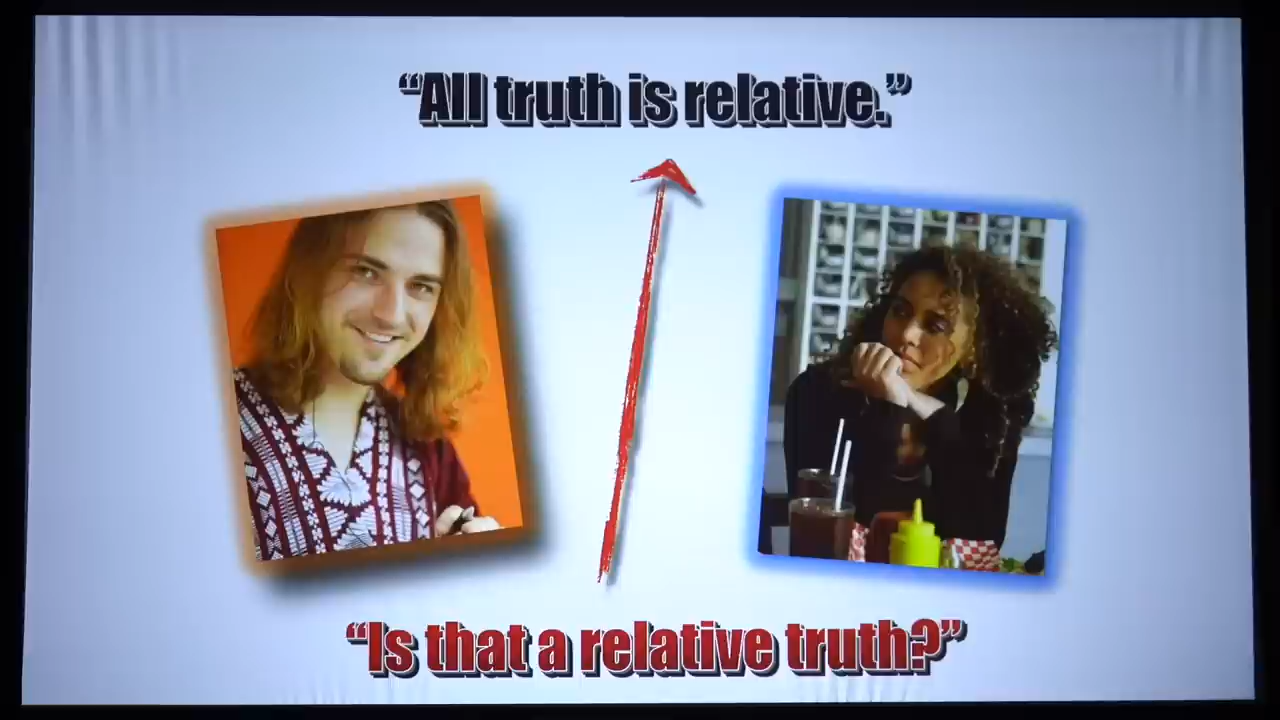 “All truth is relative.”
“Is that a relative truth?”